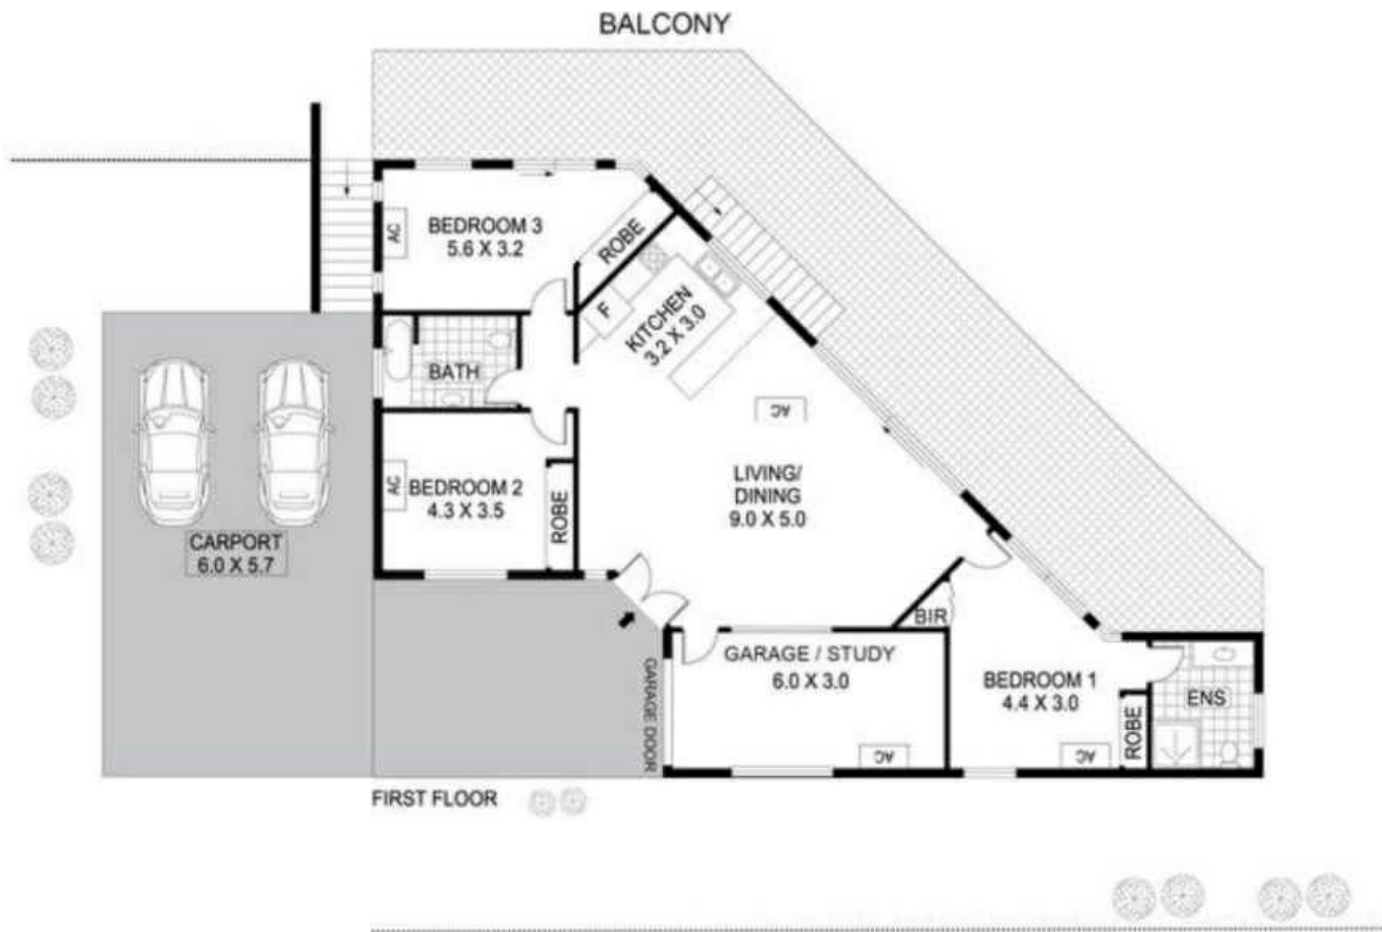 BALCONY
BEDROOM 3
5.6 X 3.2
AC
ROBE
F
KITCHEN
3.2 X 3.0
BATH
AC
BEDROOM 2
4.3 X 3.5
AC
ROBE
LIVING/
DINING
9.0 X 5.0
CARPORT
6.0 X 5.7
BIR
GARAGE / STUDY
6.0 X 3.0
GARAGE DOOR
AC
BEDROOM 1
4.4 X 3.0
AC
ROBE
ENS
FIRST FLOOR